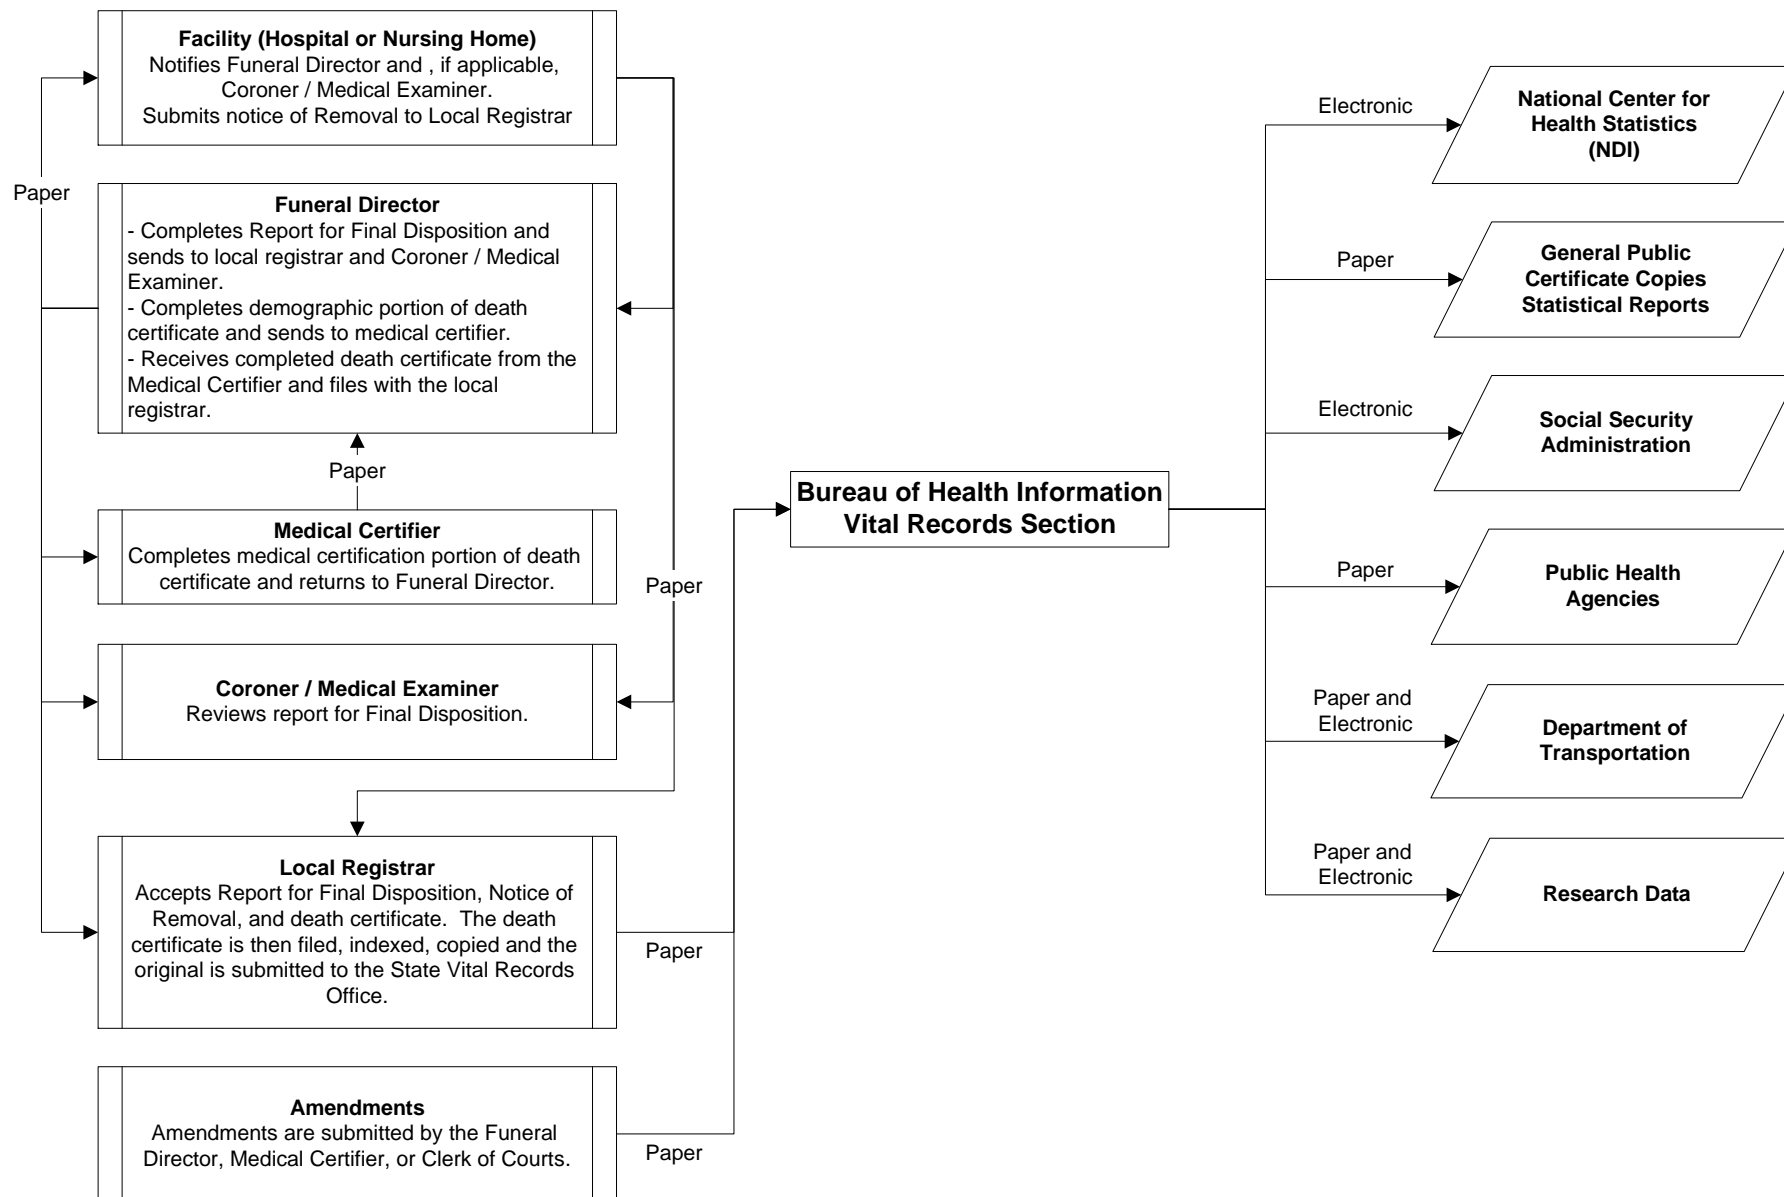 Facility (Hospital or Nursing Home)
Notifies Funeral Director and , if applicable,
Coroner / Medical Examiner.
Submits notice of Removal to Local Registrar
Paper
Funeral Director
- Completes Report for Final Disposition and
sends to local registrar and Coroner / Medical
Examiner.
- Completes demographic portion of death
certificate and sends to medical certifier.
- Receives completed death certificate from the
Medical Certifier and files with the local
registrar.
Paper
Medical Certifier
Completes medical certification portion of death
certificate and returns to Funeral Director.
Paper
Coroner / Medical Examiner
Reviews report for Final Disposition.
Local Registrar
Accepts Report for Final Disposition, Notice of
Removal, and death certificate.  The death
certificate is then filed, indexed, copied and the
original is submitted to the State Vital Records
Office.
Paper
Amendments
Amendments are submitted by the Funeral
Director, Medical Certifier, or Clerk of Courts.
Paper
Bureau of Health Information
Vital Records Section
Electronic
National Center for
Health Statistics
(NDI)
Paper
General Public
Certificate Copies
Statistical Reports
Electronic
Social Security
Administration
Paper
Public Health
Agencies
Paper and
Electronic
Department of
Transportation
Paper and
Electronic
Research Data